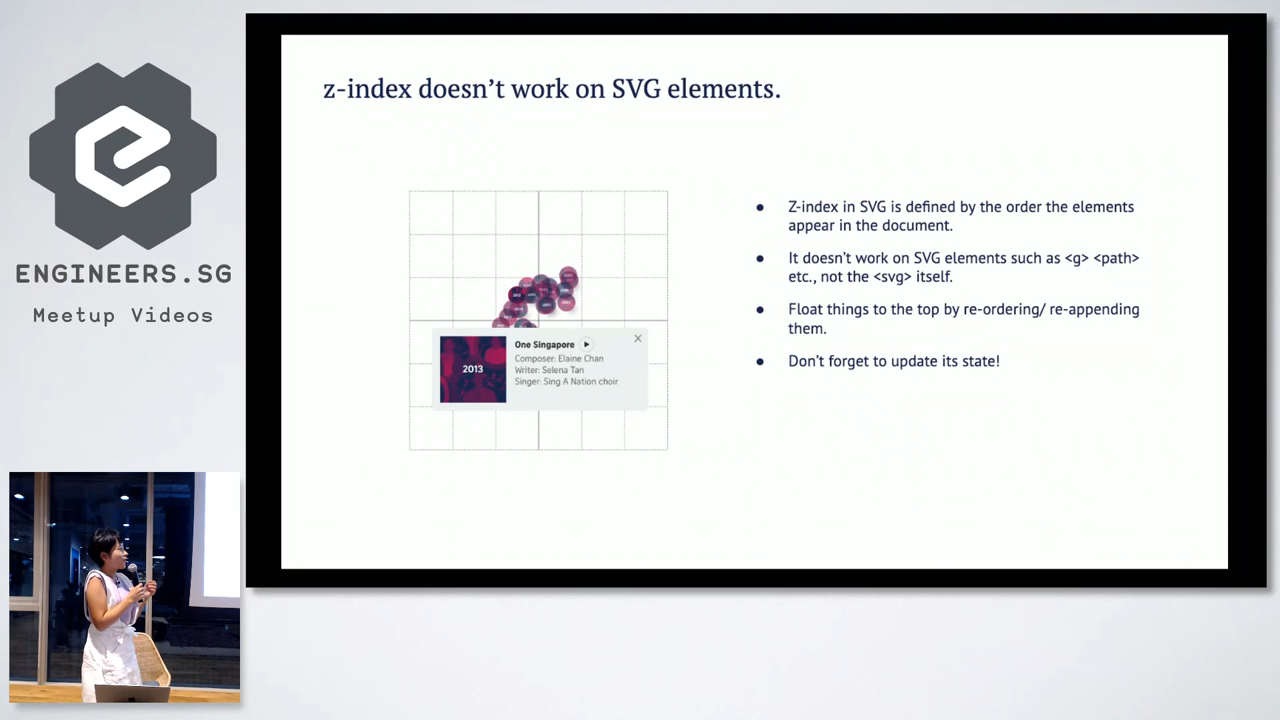 ENGINEERS.SG
Meetup Videos
z-index doesn’t work on SVG elements.
2013
One Singapore
Composer: Elaine Chan
Writer: Selena Tan
Singer: Sing A Nation choir
● Z-index in SVG is defined by the order the elements
appear in the document.
● It doesn’t work on SVG elements such as <g> <path>
etc., not the <svg> itself.
● Float things to the top by re-ordering/ re-appending
them.
● Don’t forget to update its state!